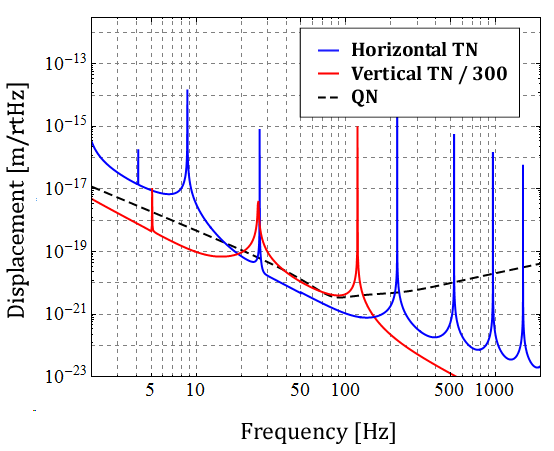 Horizontal TN
Vertical TN / 300
QN
Displacement [m/rtHz]
10−13
10−15
10−17
10−19
10−21
10−23
5 10 50 100 500 1000
Frequency [Hz]